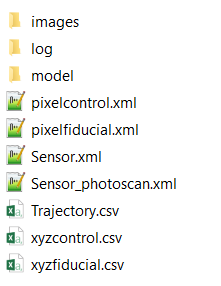 images
log
model
pixelcontrol.xml
pixelfiducial.xml
Sensor.xml
Sensor_photoscan.xml
Trajectory.csv
xyzcontrol.csv
xyzfiducial.csv